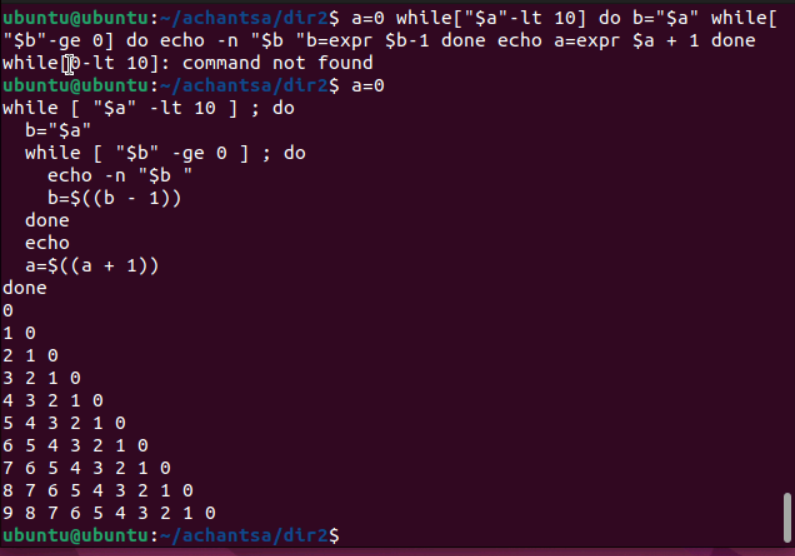 ubuntu@ubuntu:~/achantsa/dir2$ a=0 while["$a"-lt 10] do b="$a" while[
"$b"-ge 0] do echo -n "$b "b=expr $b-1 done echo a=expr $a + 1 done
while[0-lt 10]: command not found
ubuntu@ubuntu:~/achantsa/dir2$ a=0
while [ "$a" -lt 10 ] ; do
  b="$a"
  while [ "$b" -ge 0 ] ; do
    echo -n "$b "
    b=$((b - 1))
  done
  echo
  a=$((a + 1))
done
0
1 0
2 1 0
3 2 1 0
4 3 2 1 0
5 4 3 2 1 0
6 5 4 3 2 1 0
7 6 5 4 3 2 1 0
8 7 6 5 4 3 2 1 0
9 8 7 6 5 4 3 2 1 0
ubuntu@ubuntu:~/achantsa/dir2$